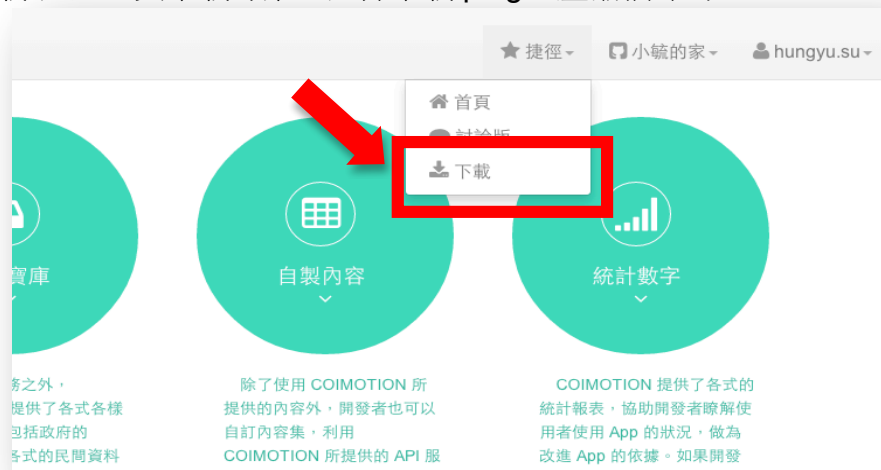 捷徑
小毓的家
hungyu.su
首頁
討論版
下載
寶庫
自製內容
統計數字
務之外，
提供了各式各樣
包括政府的
各式的民間資料
除了使用 COIMOTION 所
提供的內容外，開發者也可以
自訂內容集，利用
COIMOTION 所提供的 API 服
COIMOTION 提供了各式的
統計報表，協助開發者瞭解使
用者使用 App 的狀況，做為
改進 App 的依據。如果開發